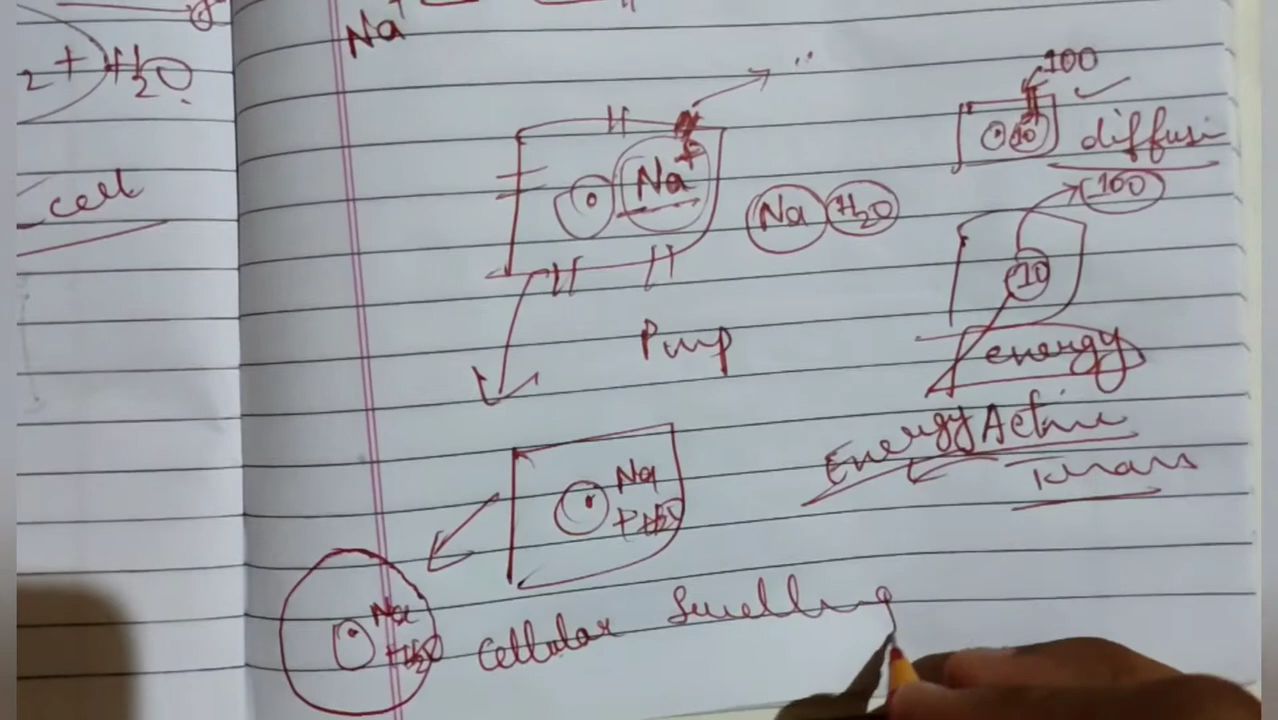 Na+
2 + H2O
100
10 diffusi
cell
Na+
Na H2O
100
10
Pump
energy
Energy Active
Na
+ H2O
Trans
Na
+ H2O
Cellular Swelling